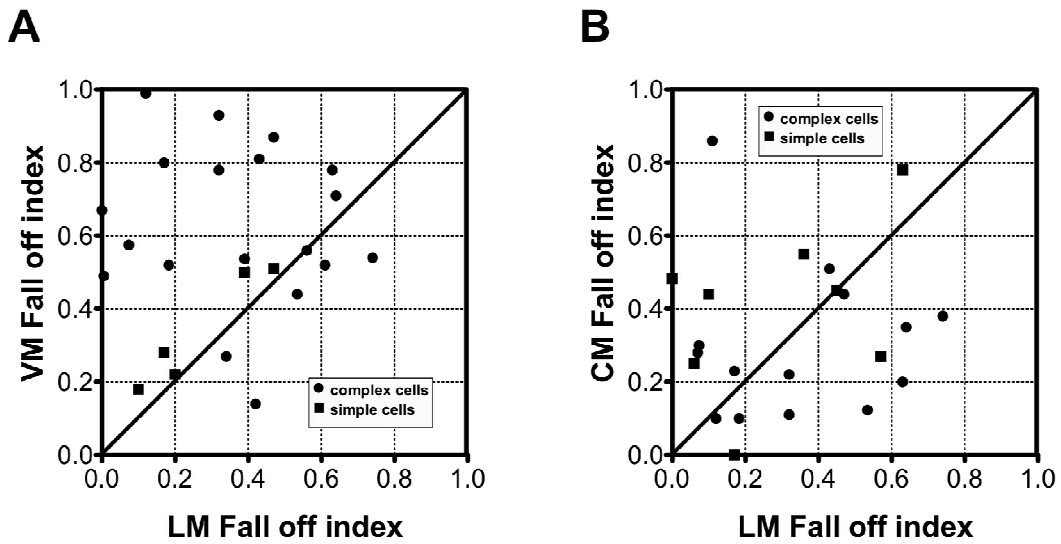 A
1.0
0.8
0.6
0.4
0.2
0.0
VM Fall off index
0.0 0.2 0.4 0.6 0.8 1.0
LM Fall off index
complex cells
simple cells
B
1.0
0.8
0.6
0.4
0.2
0.0
CM Fall off index
complex cells
simple cells
0.0 0.2 0.4 0.6 0.8 1.0
LM Fall off index